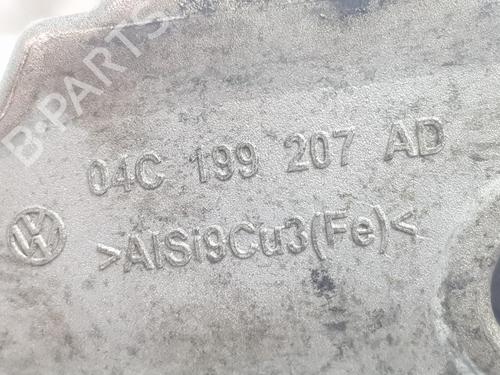 B-PARTS
04C 199 207 AD
>AlSi9Cu3(Fe)<